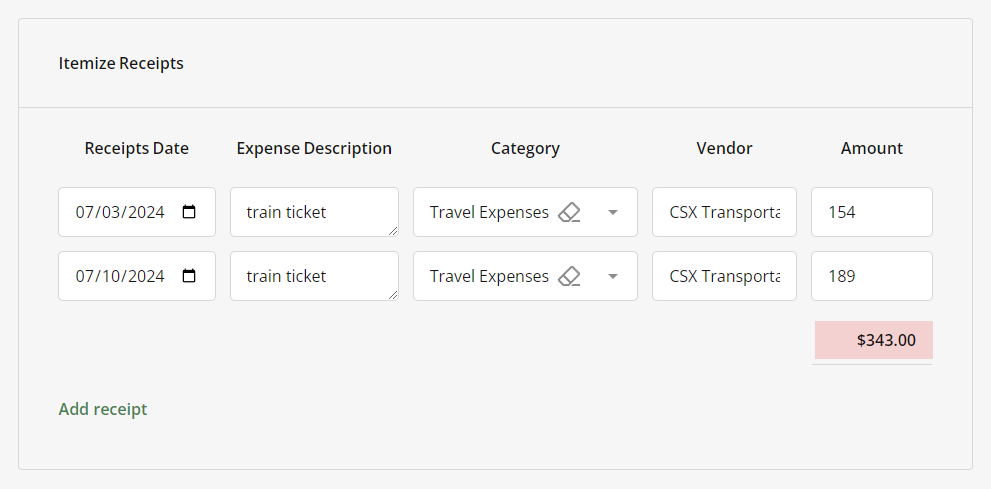 Itemize Receipts
Receipts Date Expense Description Category Vendor Amount
07/03/2024 train ticket Travel Expenses CSX Transporta 154
07/10/2024 train ticket Travel Expenses CSX Transporta 189
$343.00
Add receipt